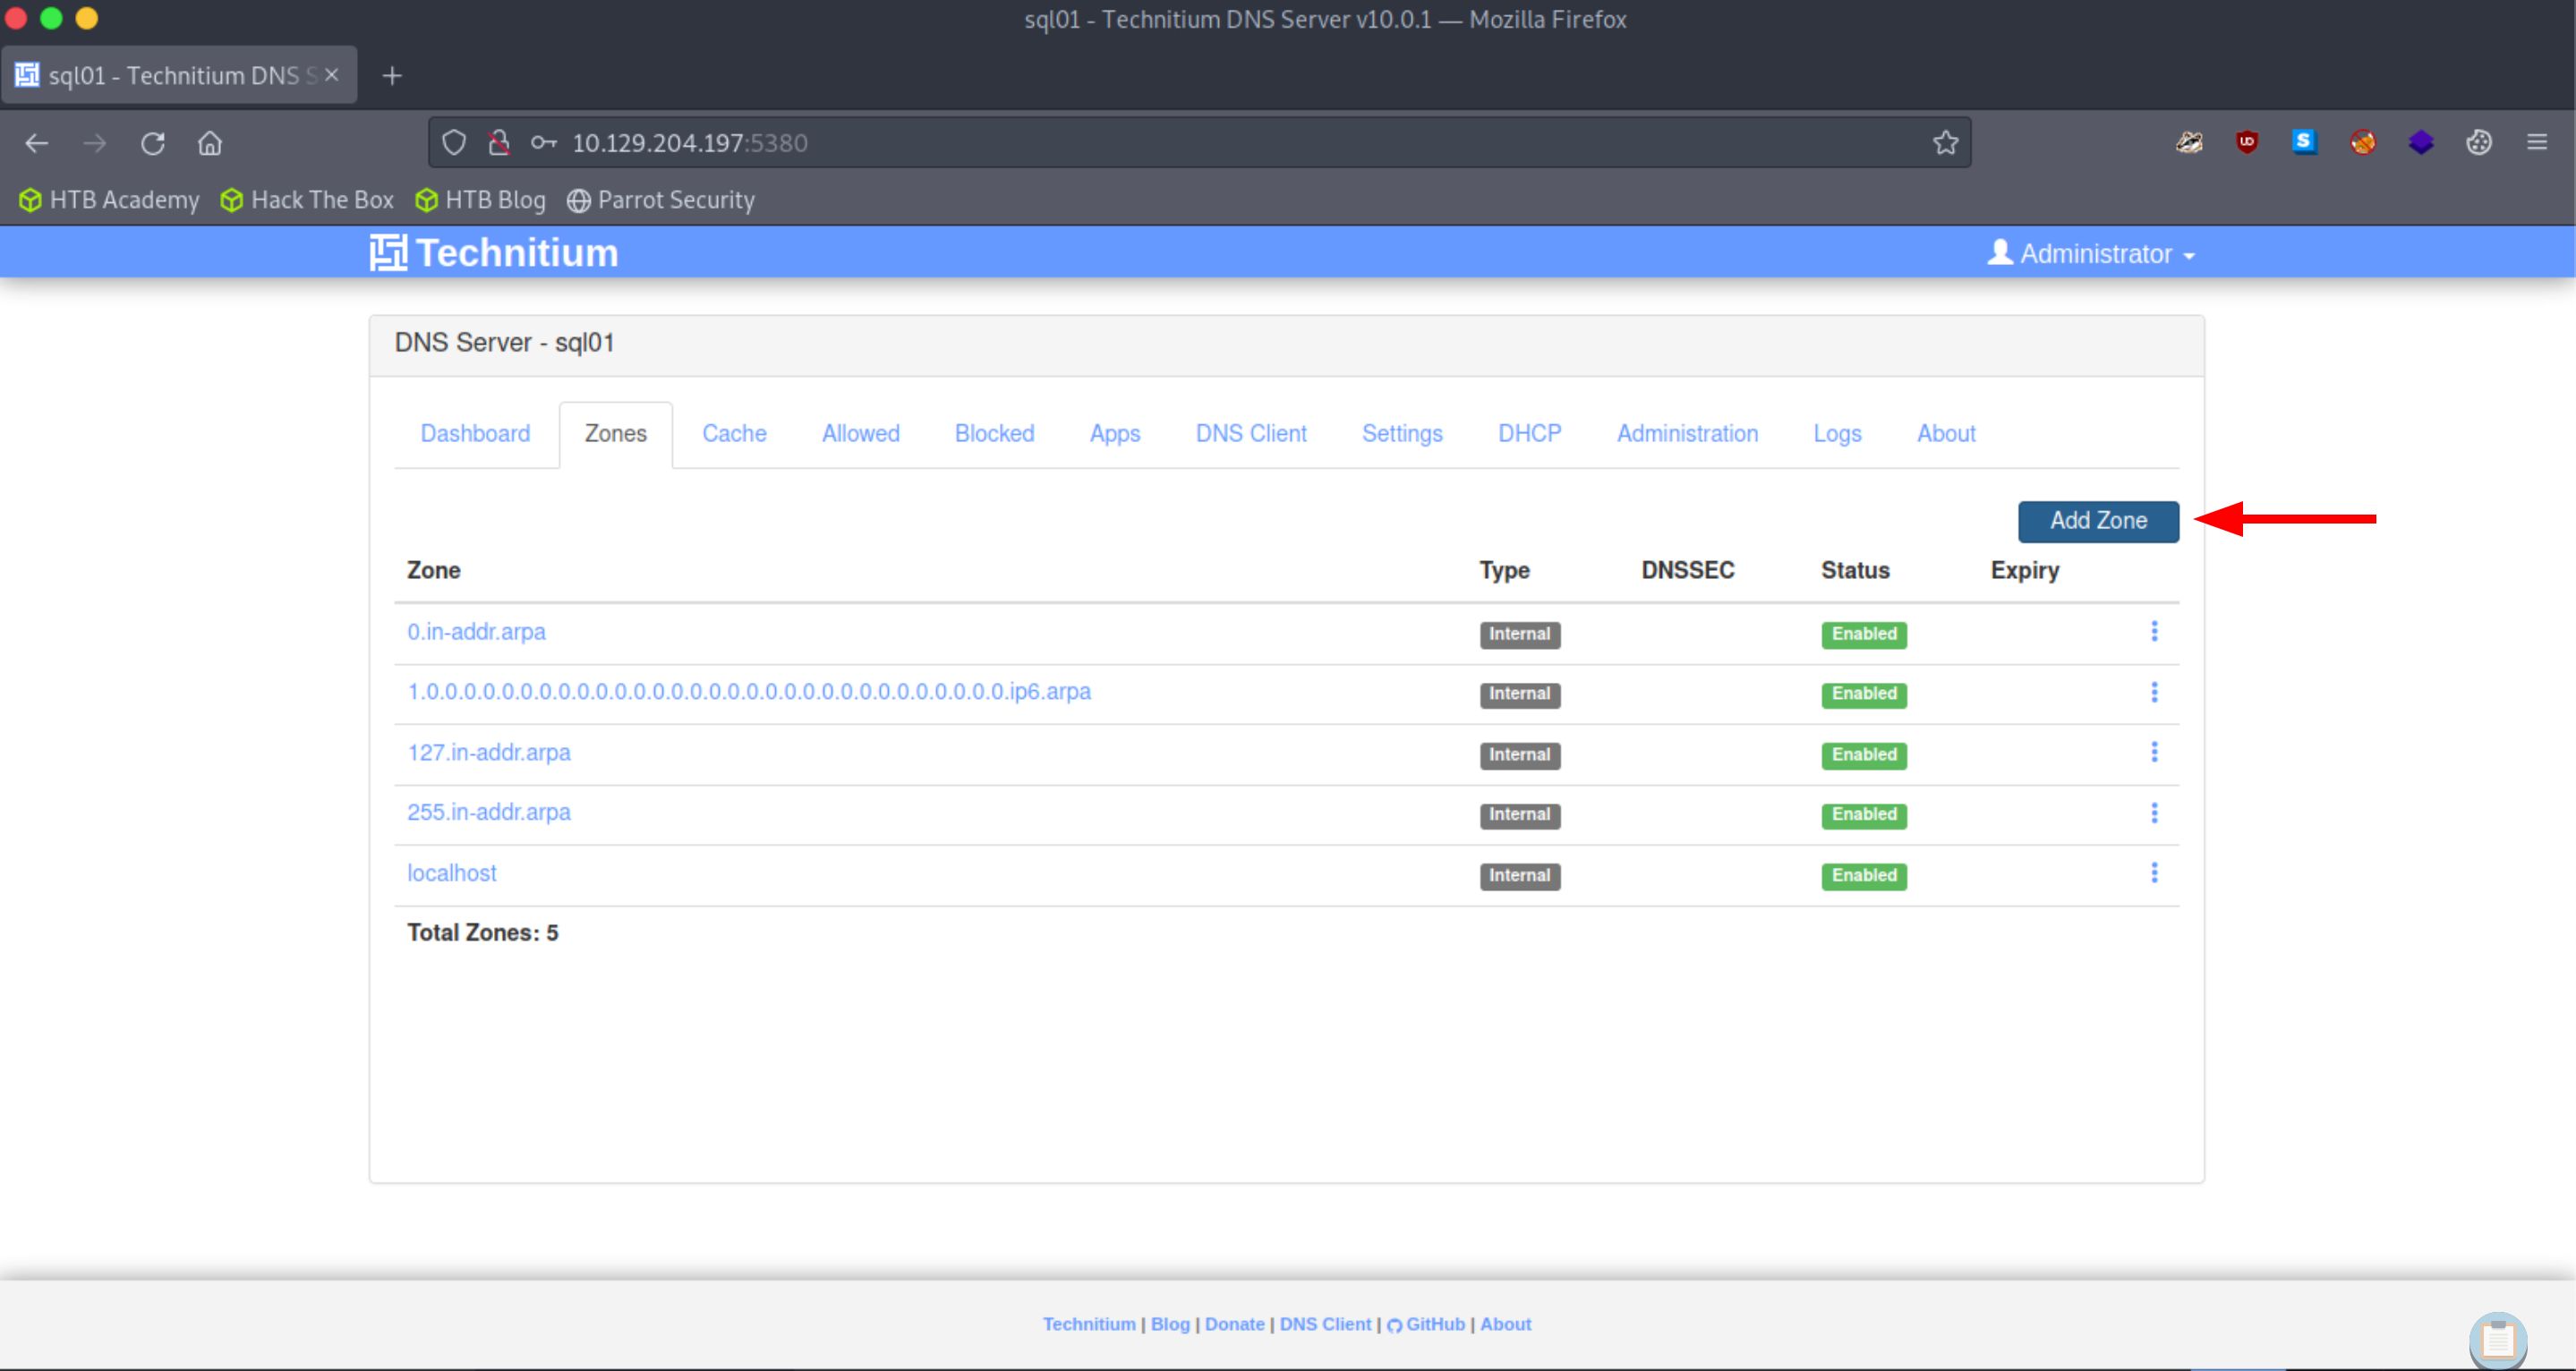 sql01 - Technitium DNS Server v10.0.1 — Mozilla Firefox
sql01 - Technitium DNS S
10.129.204.197:5380
HTB Academy Hack The Box HTB Blog Parrot Security
Technitium Administrator
DNS Server - sql01
Dashboard Zones Cache Allowed Blocked Apps DNS Client Settings DHCP Administration Logs About
Add Zone
Zone Type DNSSEC Status Expiry
0.in-addr.arpa Internal Enabled
1.0.0.0.0.0.0.0.0.0.0.0.0.0.0.0.0.0.0.0.0.0.0.0.0.0.0.0.0.0.0.0.ip6.arpa Internal Enabled
127.in-addr.arpa Internal Enabled
255.in-addr.arpa Internal Enabled
localhost Internal Enabled
Total Zones: 5
Technitium | Blog | Donate | DNS Client | GitHub | About